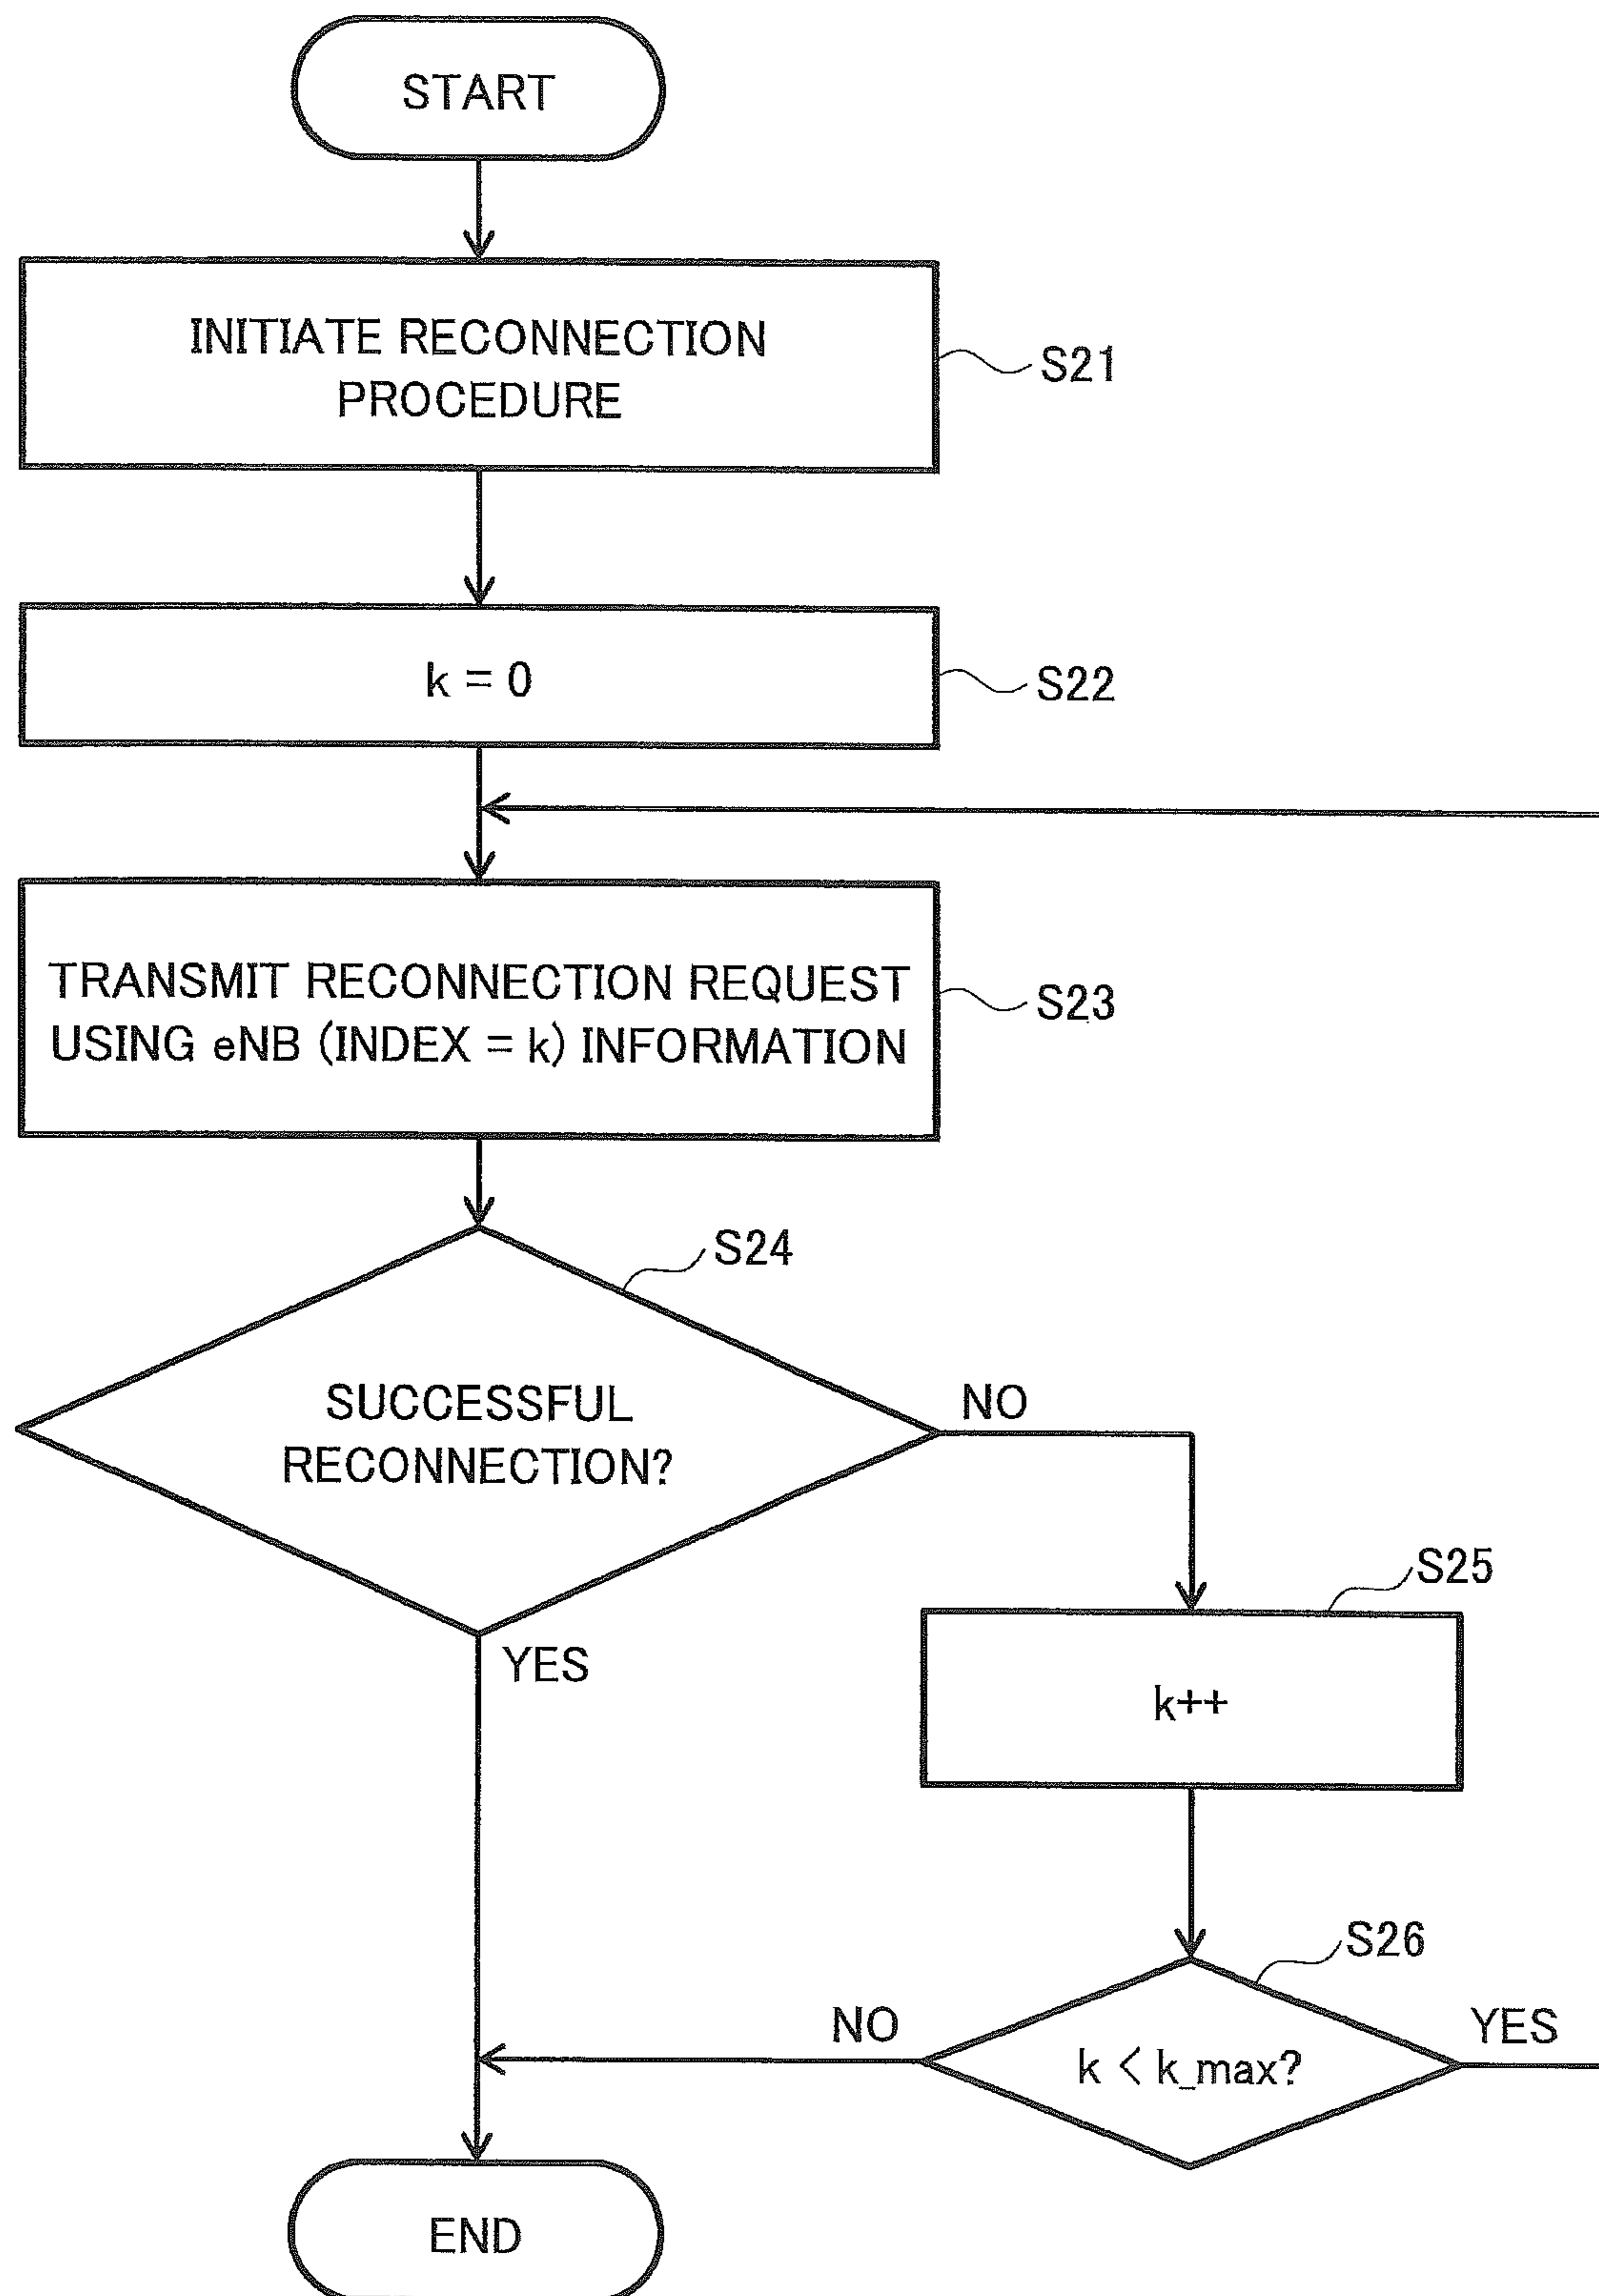 START
INITIATE RECONNECTION
PROCEDURE
S21
k = 0
S22
TRANSMIT RECONNECTION REQUEST
USING eNB (INDEX = k) INFORMATION
S23
S24
SUCCESSFUL
RECONNECTION?
NO
YES
S25
k++
S26
k < k_max?
NO
YES
END